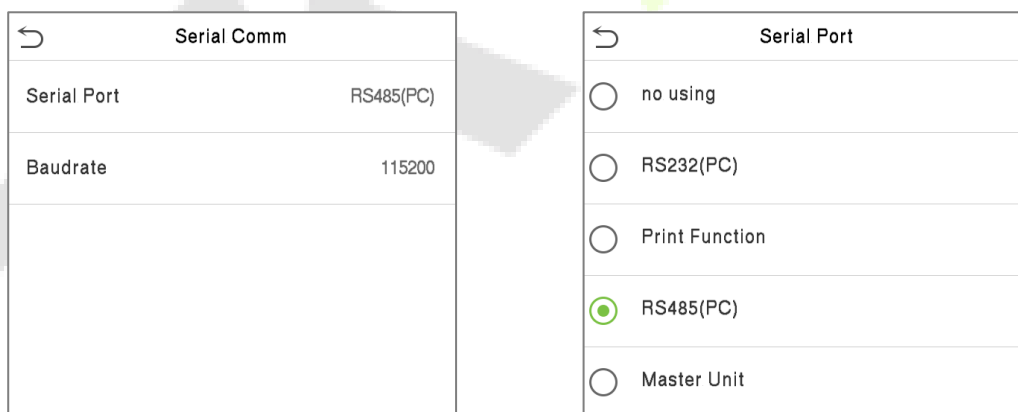 Serial Comm
Serial Port RS485(PC)
Baudrate 115200
Serial Port
no using
RS232(PC)
Print Function
RS485(PC)
Master Unit